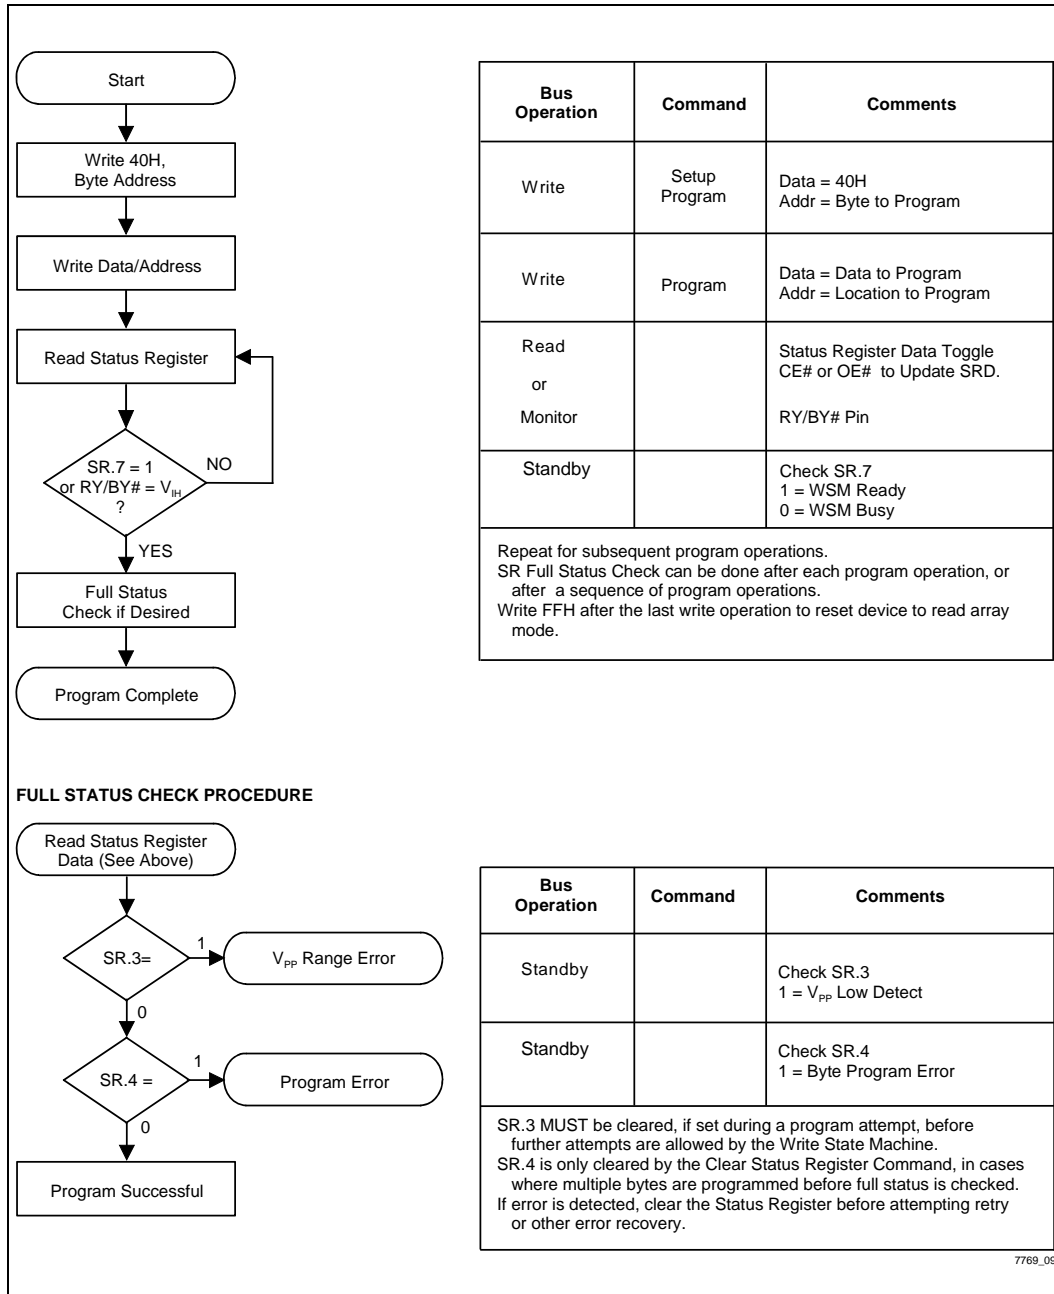 Start
Write 40H,
Byte Address
Write Data/Address
Read Status Register
SR.7 = 1
or RY/BY# = VIH
?
NO
YES
Full Status
Check if Desired
Program Complete
Bus
Operation
Command
Comments
Write
Setup
Program
Data = 40H
Addr = Byte to Program
Write
Program
Data = Data to Program
Addr = Location to Program
Read
or
Monitor
Status Register Data Toggle
CE# or OE#  to Update SRD.
RY/BY# Pin
Standby
Check SR.7
1 = WSM Ready
0 = WSM Busy
Repeat for subsequent program operations.
SR Full Status Check can be done after each program operation, or
after  a sequence of program operations.
Write FFH after the last write operation to reset device to read array
mode.
FULL STATUS CHECK PROCEDURE
Read Status Register
Data (See Above)
SR.3=
1
VPP Range Error
0
SR.4 =
1
Program Error
0
Program Successful
Bus
Operation
Command
Comments
Standby
Check SR.3
1 = VPP Low Detect
Standby
Check SR.4
1 = Byte Program Error
SR.3 MUST be cleared, if set during a program attempt, before
further attempts are allowed by the Write State Machine.
SR.4 is only cleared by the Clear Status Register Command, in cases
where multiple bytes are programmed before full status is checked.
If error is detected, clear the Status Register before attempting retry
or other error recovery.
7769_09